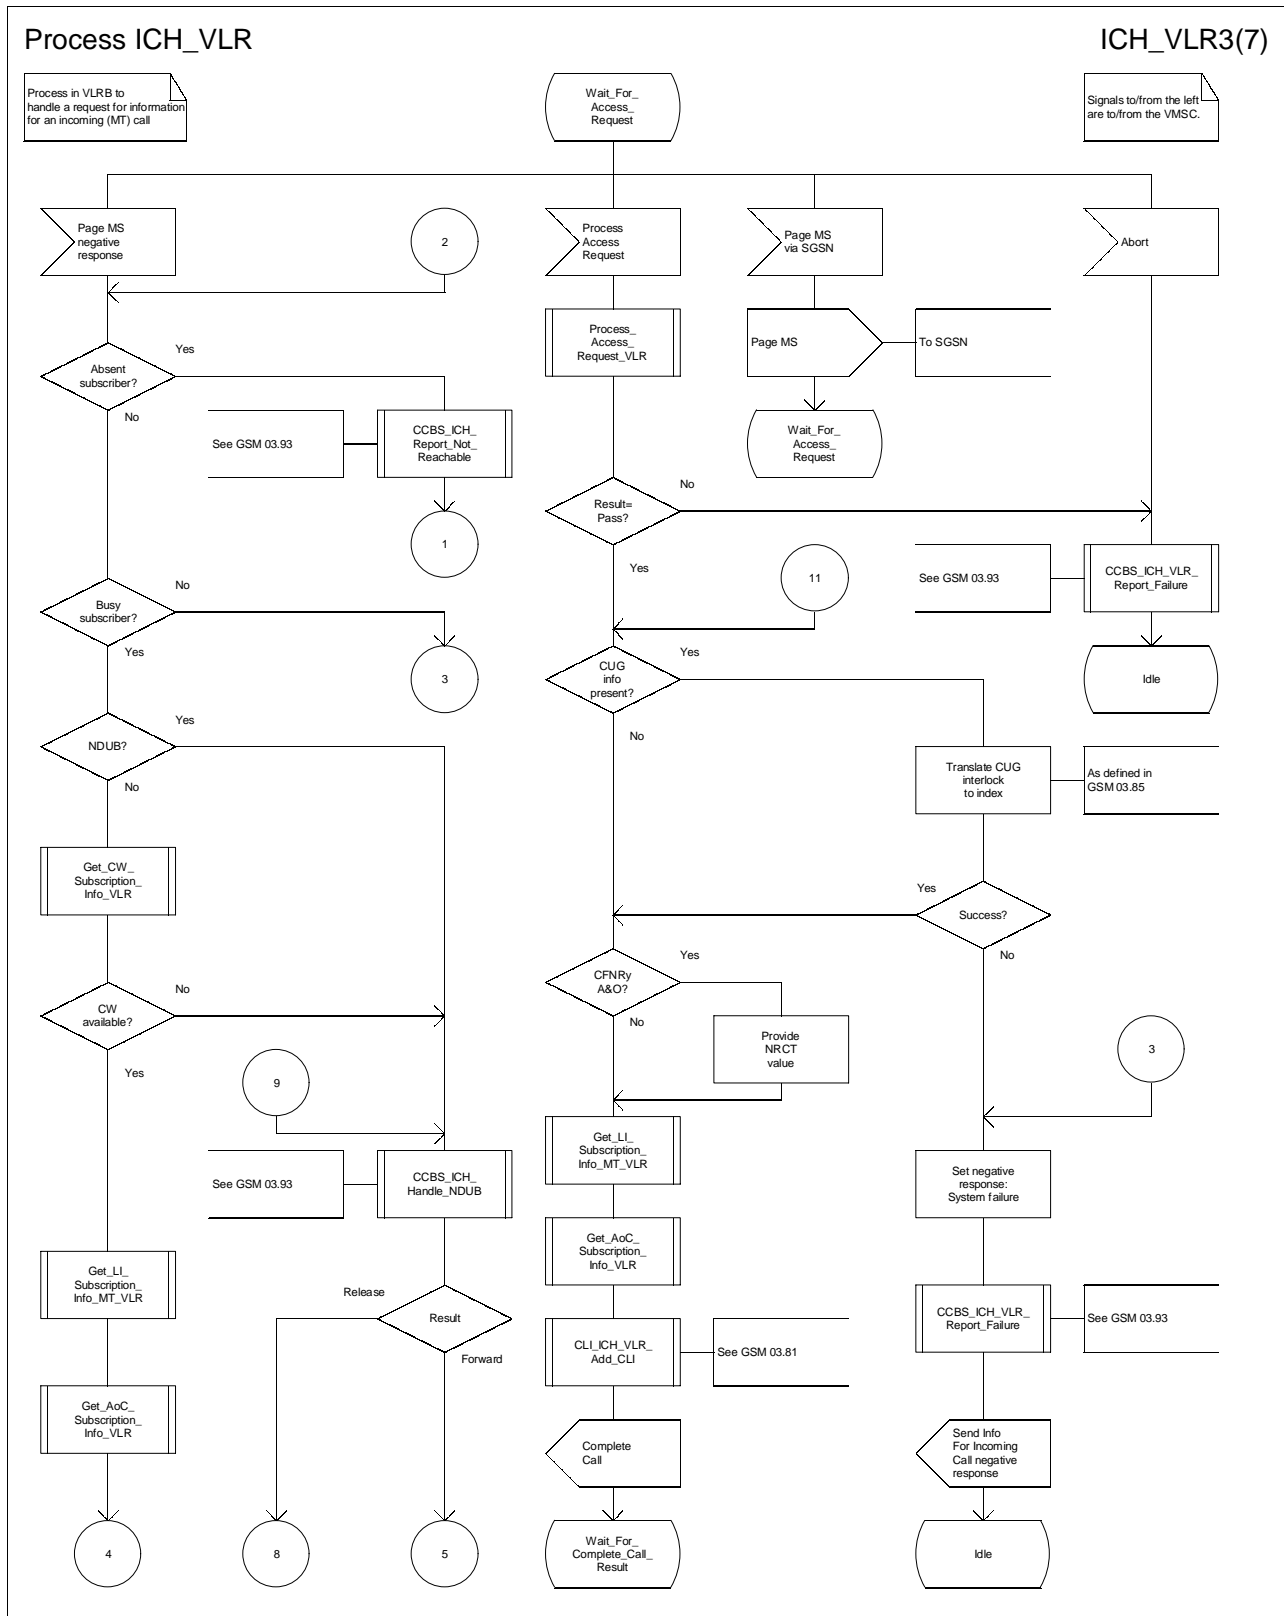 Process ICH_VLR
ICH_VLR3(7)
Process in VLRB to
handle a request for information
for an incoming (MT) call
Wait_For_
Access_
Request
Signals to/from the left
are to/from the VMSC.
Page MS
negative
response
2
Process
Access
Request
Page MS
via SGSN
Abort
Process_
Access_
Request_VLR
Page MS
To SGSN
Yes
Absent
subscriber?
No
See GSM 03.93
CCBS_ICH_
Report_Not_
Reachable
Wait_For_
Access_
Request
1
Result=
Pass?
No
Yes
11
See GSM 03.93
CCBS_ICH_VLR_
Report_Failure
Idle
No
Busy
subscriber?
Yes
3
CUG
info
present?
Yes
No
Yes
NDUB?
No
Translate CUG
interlock
to index
As defined in
GSM 03.85
Get_CW_
Subscription_
Info_VLR
Yes
Success?
No
No
CW
available?
Yes
CFNRy
A&O?
Yes
No
Provide
NRCT
value
3
9
See GSM 03.93
CCBS_ICH_
Handle_NDUB
Get_LI_
Subscription_
Info_MT_VLR
Set negative
response:
System failure
Get_LI_
Subscription_
Info_MT_VLR
Release
Result
Forward
Get_AoC_
Subscription_
Info_VLR
CLI_ICH_VLR_
Add_CLI
See GSM 03.81
CCBS_ICH_VLR_
Report_Failure
See GSM 03.93
Get_AoC_
Subscription_
Info_VLR
Complete
Call
Send Info
For Incoming
Call negative
response
4
8
5
Wait_For_
Complete_Call_
Result
Idle